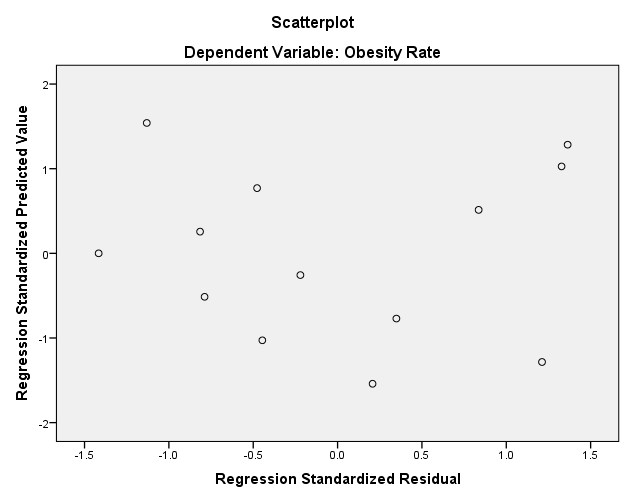 Scatterplot
Dependent Variable: Obesity Rate
Regression Standardized Predicted Value
2
1
0
-1
-2
-1.5 -1.0 -0.5 0.0 0.5 1.0 1.5
Regression Standardized Residual